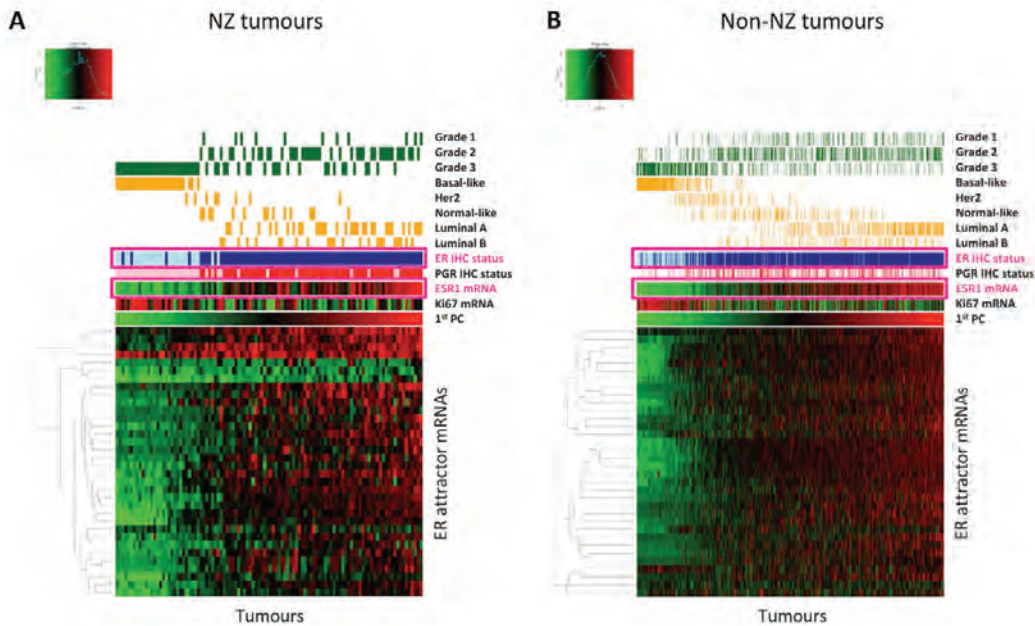 A
NZ tumours
Grade 1
Grade 2
Grade 3
Basal-like
Her2
Normal-like
Luminal A
Luminal B
ER IHC status
PGR IHC status
ESR1 mRNA
Ki67 mRNA
1st PC
ER attractor mRNAs
Tumours
B
Non-NZ tumours
Grade 1
Grade 2
Grade 3
Basal-like
Her2
Normal-like
Luminal A
Luminal B
ER IHC status
PGR IHC status
ESR1 mRNA
Ki67 mRNA
1st PC
ER attractor mRNAs
Tumours